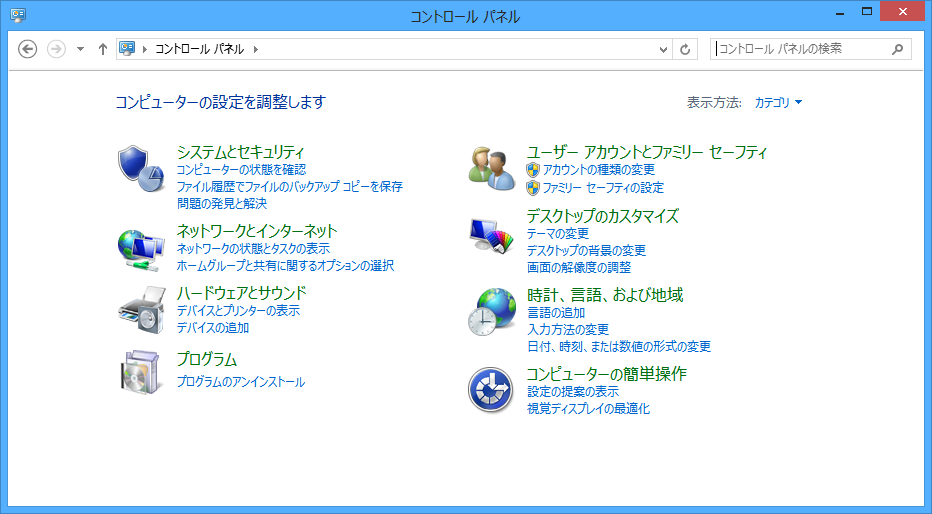 コントロール パネル
コントロール パネル
コントロール パネルの検索
コンピューターの設定を調整します
表示方法: カテゴリ
システムとセキュリティ
コンピューターの状態を確認
ファイル履歴でファイルのバックアップ コピーを保存
問題の発見と解決
ネットワークとインターネット
ネットワークの状態とタスクの表示
ホームグループと共有に関するオプションの選択
ハードウェアとサウンド
デバイスとプリンターの表示
デバイスの追加
プログラム
プログラムのアンインストール
ユーザー アカウントとファミリー セーフティ
アカウントの種類の変更
ファミリー セーフティの設定
デスクトップのカスタマイズ
テーマの変更
デスクトップの背景の変更
画面の解像度の調整
時計、言語、および地域
言語の追加
入力方法の変更
日付、時刻、または数値の形式の変更
コンピューターの簡単操作
設定の提案の表示
視覚ディスプレイの最適化